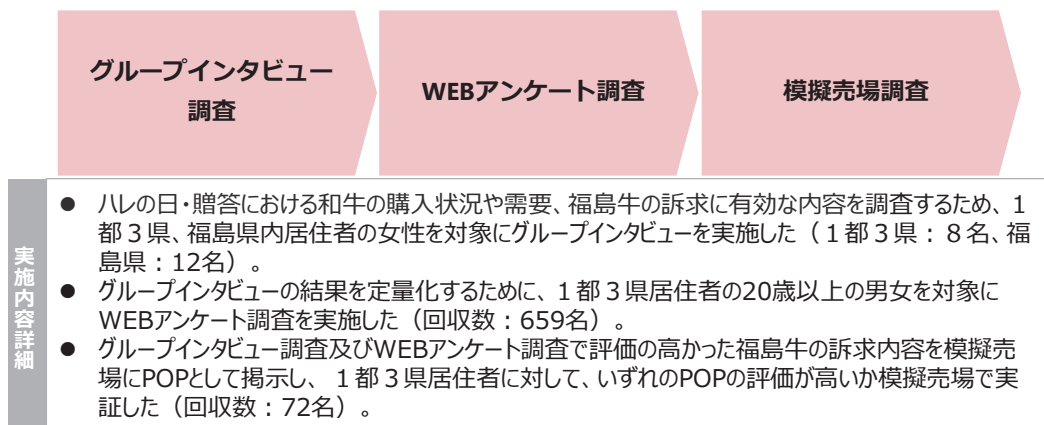 グループインタビュー
調査
WEBアンケート調査
模擬売場調査
実施内容詳細
● ハレの日・贈答における和牛の購入状況や需要、福島牛の訴求に有効な内容を調査するため、１
都３県、福島県内居住者の女性を対象にグループインタビューを実施した（１都３県：８名、福
島県：12名）。
● グループインタビューの結果を定量化するために、１都３県居住者の20歳以上の男女を対象に
WEBアンケート調査を実施した（回収数：659名）。
● グループインタビュー調査及びWEBアンケート調査で評価の高かった福島牛の訴求内容を模擬売
場にPOPとして掲示し、１都３県居住者に対して、いずれのPOPの評価が高いか模擬売場で実
証した（回収数：72名）。